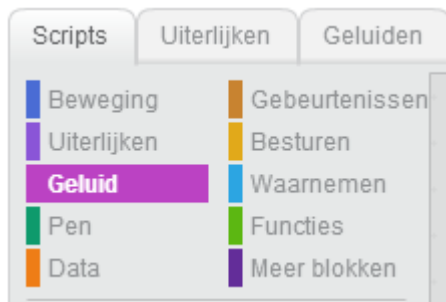 Scripts Uiterlijken Geluiden
Beweging Gebeurtenissen
Uiterlijken Besturen
Geluid Waarnemen
Pen Functies
Data Meer blokken